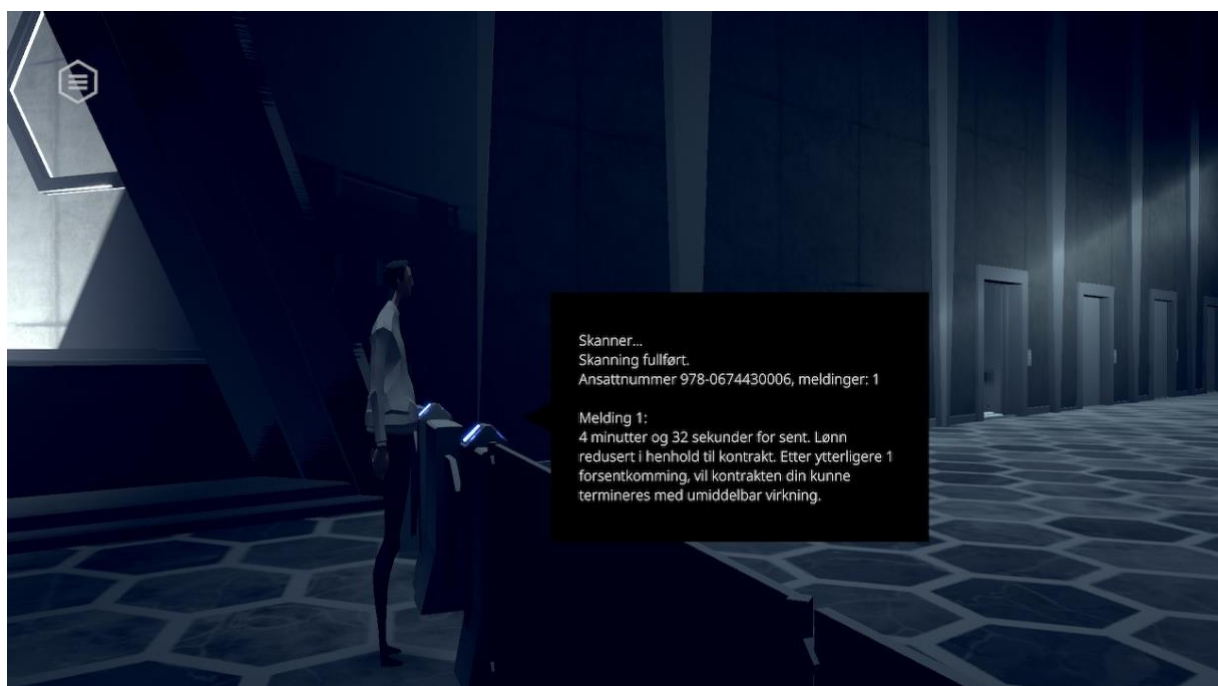 Skanner...
Skanning fullført.
Ansattnummer 978-0674430006, meldinger: 1
Melding 1:
4 minutter og 32 sekunder for sent. Lønn
redusert i henhold til kontrakt. Etter ytterligere 1
forsentkomming, vil kontrakten din kunne
termineres med umiddelbar virkning.